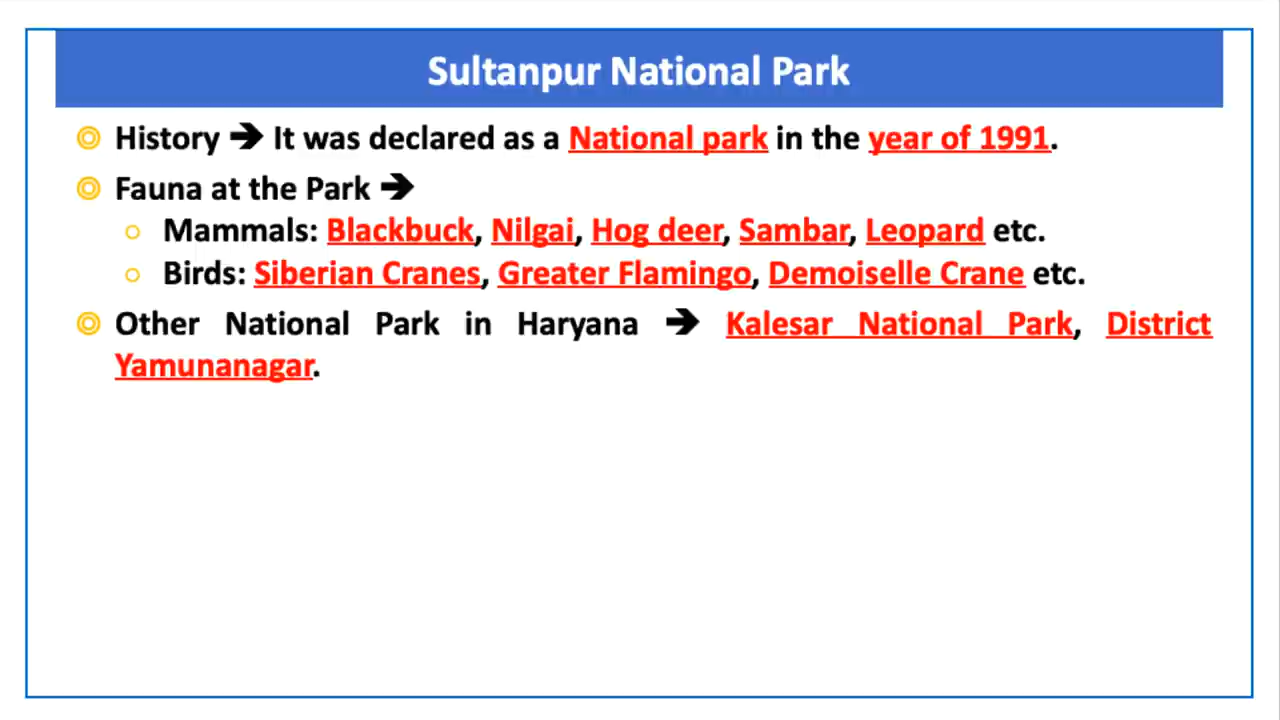 Sultanpur National Park
History ➔ It was declared as a National park in the year of 1991.
Fauna at the Park ➔
Mammals: Blackbuck, Nilgai, Hog deer, Sambar, Leopard etc.
Birds: Siberian Cranes, Greater Flamingo, Demoiselle Crane etc.
Other National Park in Haryana ➔ Kalesar National Park, District
Yamunanagar.